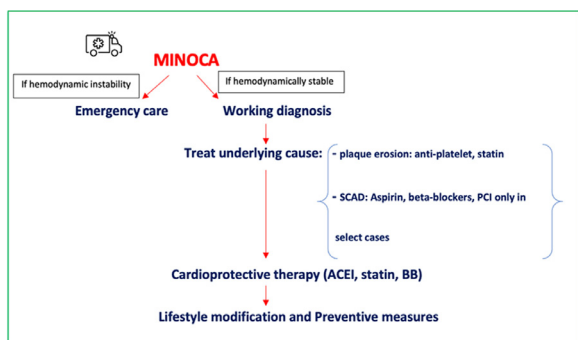 MINOCA
If hemodynamic instability
If hemodynamically stable
Emergency care
Working diagnosis
Treat underlying cause:
- plaque erosion: anti-platelet, statin
- SCAD: Aspirin, beta-blockers, PCI only in
select cases
Cardioprotective therapy (ACEI, statin, BB)
Lifestyle modification and Preventive measures